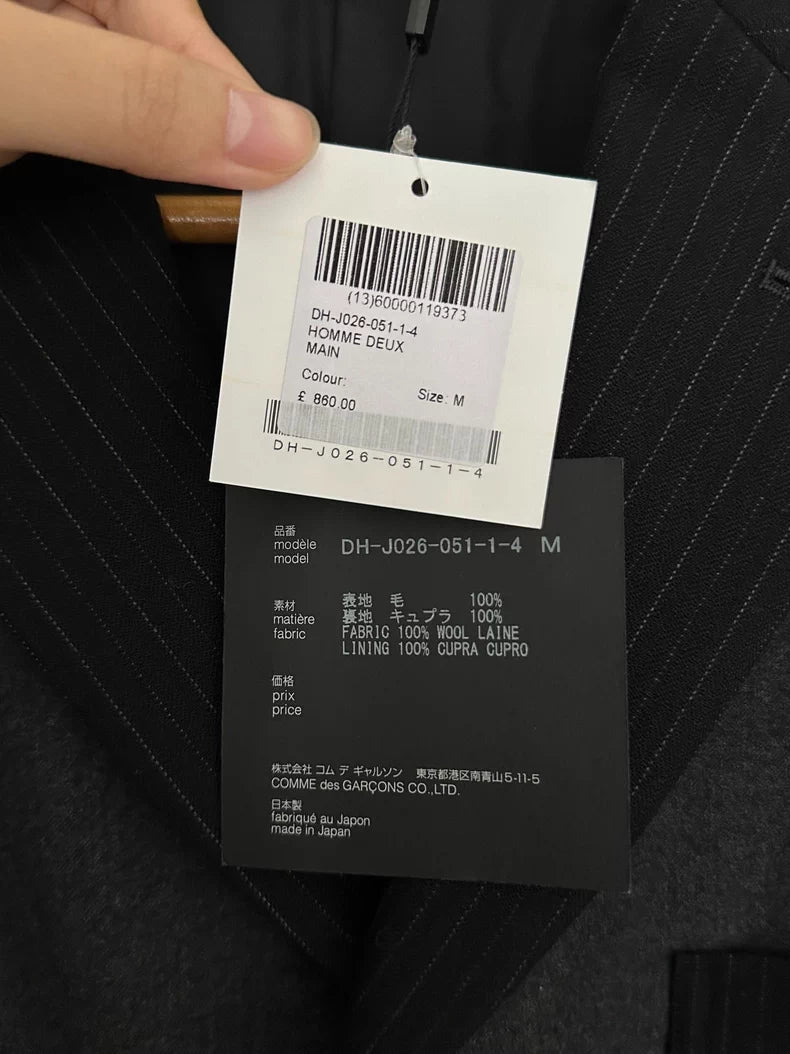 (13)60000119373
DH-J026-051-1-4
HOMME DEUX
MAIN
Colour:
Size: M
£ 860.00
DH-J026-051-1-4
品番
modèle
model
DH-J026-051-1-4 M
素材
matière
fabric
表地 毛 100%
裏地 キュプラ 100%
FABRIC 100% WOOL LAINE
LINING 100% CUPRA CUPRO
価格
prix
price
株式会社 コム デ ギャルソン 東京都港区南青山5-11-5
COMME des GARÇONS CO.,LTD.
日本製
fabriqué au Japon
made in Japan